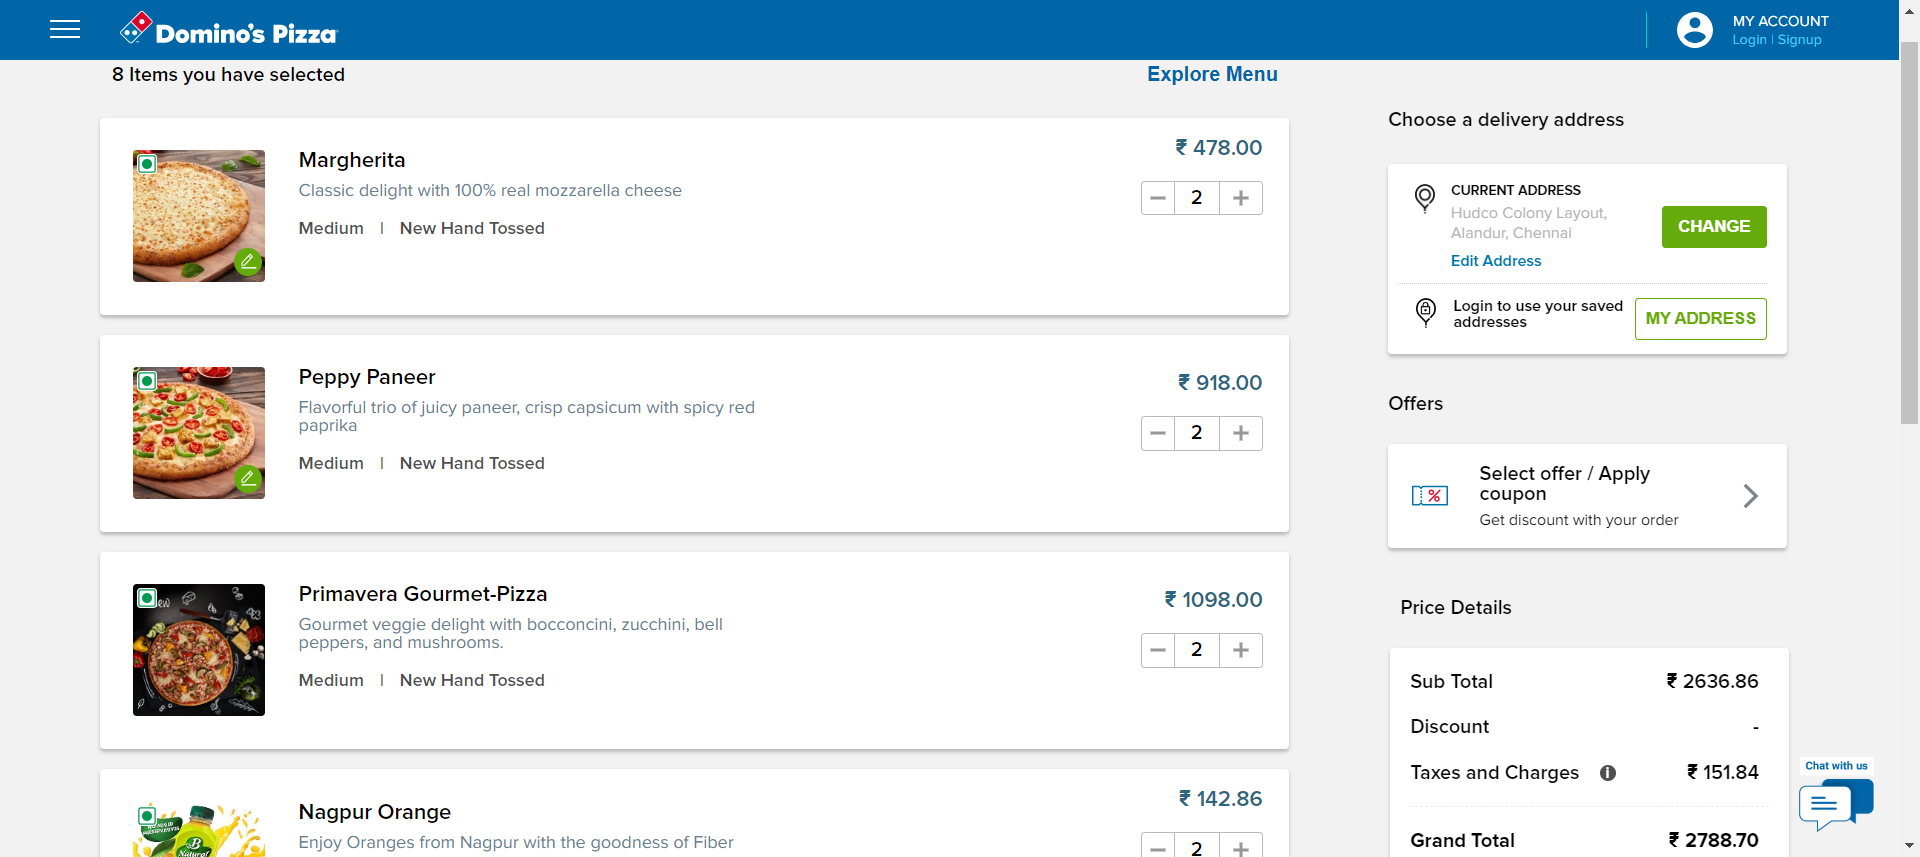 Domino's Pizza
MY ACCOUNT
Login | Signup
8 Items you have selected
Explore Menu
Margherita
Classic delight with 100% real mozzarella cheese
Medium | New Hand Tossed
₹ 478.00
2
Peppy Paneer
Flavorful trio of juicy paneer, crisp capsicum with spicy red
paprika
Medium | New Hand Tossed
₹ 918.00
2
Primavera Gourmet-Pizza
Gourmet veggie delight with bocconcini, zucchini, bell
peppers, and mushrooms.
Medium | New Hand Tossed
₹ 1098.00
2
Nagpur Orange
Enjoy Oranges from Nagpur with the goodness of Fiber
₹ 142.86
2
Choose a delivery address
CURRENT ADDRESS
Hudco Colony Layout,
Alandur, Chennai
Edit Address
CHANGE
Login to use your saved
addresses
MY ADDRESS
Offers
Select offer / Apply
coupon
Get discount with your order
Price Details
Sub Total ₹ 2636.86
Discount -
Taxes and Charges ₹ 151.84
Grand Total ₹ 2788.70
Chat with us